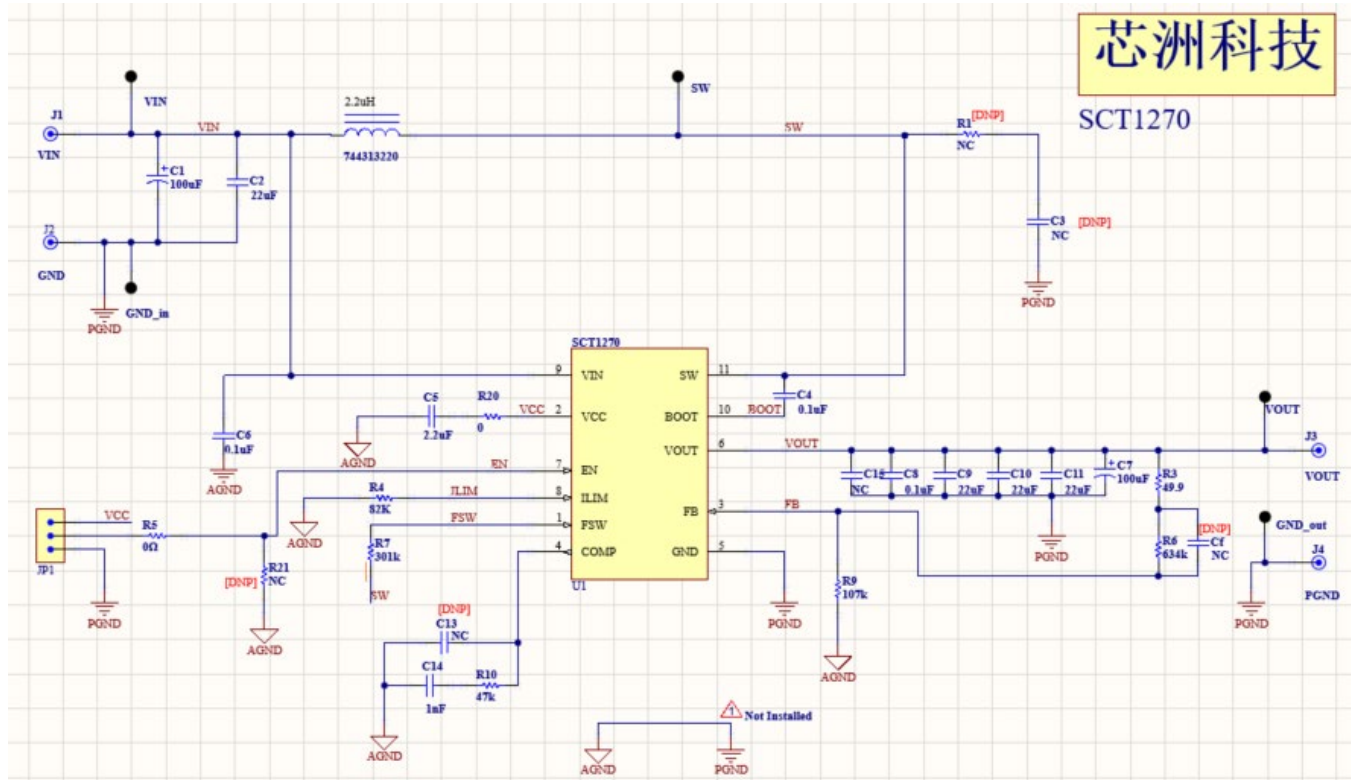 芯洲科技
SCT1270
J1
VIN
VIN
VIN
C1
100uF
C2
22uF
J2
GND
PGND
GND_in
2.2uH
744313220
SW
SW
R1
[DNP]
NC
C3
[DNP]
NC
PGND
SCT1270
9
VIN
2
VCC
7
EN
8
ILIM
1
FSW
4
COMP
SW
11
BOOT
10
VOUT
6
FB
3
GND
5
U1
C6
0.1uF
AGND
C5
2.2uF
R20
0
VCC
AGND
EN
R4
82K
ILIM
AGND
FSW
R7
301k
SW
VCC
R5
0Ω
JP1
PGND
R21
NC
[DNP]
AGND
[DNP]
C13
NC
C14
1nF
R10
47k
AGND
BOOT
C4
0.1uF
VOUT
C8
0.1uF
C9
22uF
C10
22uF
C11
22uF
C7
100uF
NC
PGND
R3
49.9
VOUT
J3
VOUT
FB
R9
107k
AGND
PGND
R6
634k
[DNP]
Cf
NC
GND_out
J4
PGND
PGND
1
Not Installed
AGND
PGND